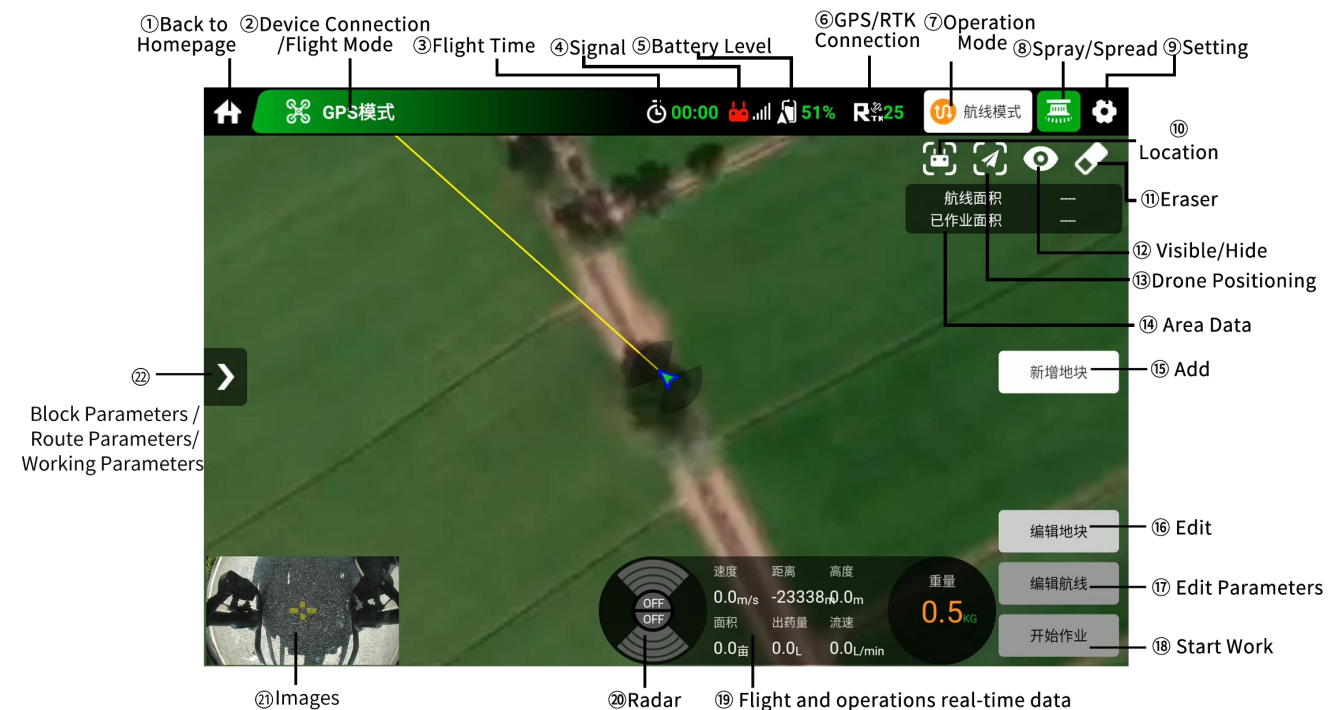 ①Back to
Homepage
②Device Connection
/Flight Mode
③Flight Time
④Signal
⑤Battery Level
⑥GPS/RTK
Connection
⑦Operation
Mode
⑧Spray/Spread
⑨Setting
GPS模式
00:00
51%
RTK 25
航线模式
⑩
Location
航线面积 ----
已作业面积 ----
⑪Eraser
⑫ Visible/Hide
⑬Drone Positioning
⑭ Area Data
新增地块
⑮ Add
㉒
Block Parameters /
Route Parameters/
Working Parameters
编辑地块
⑯ Edit
编辑航线
⑰ Edit Parameters
开始作业
⑱ Start Work
OFF
OFF
速度 距离 高度
0.0m/s -23338m 0.0m
面积 出药量 流速
0.0亩 0.0L 0.0L/min
重量
0.5KG
㉑Images
⑳Radar
⑲ Flight and operations real-time data